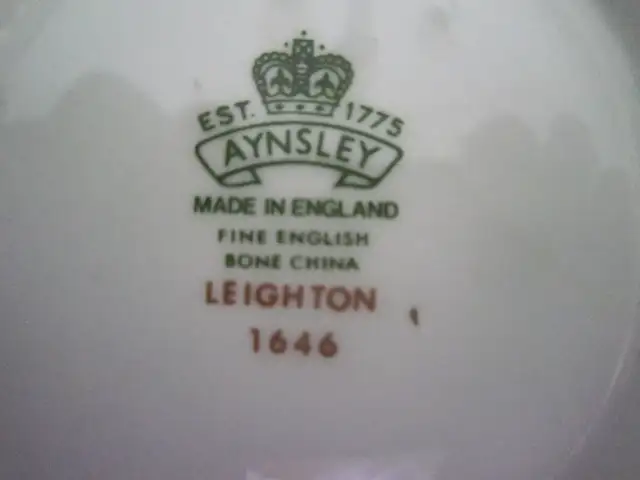 EST. 1775
AYNSLEY
MADE IN ENGLAND
FINE ENGLISH
BONE CHINA
LEIGHTON
1646